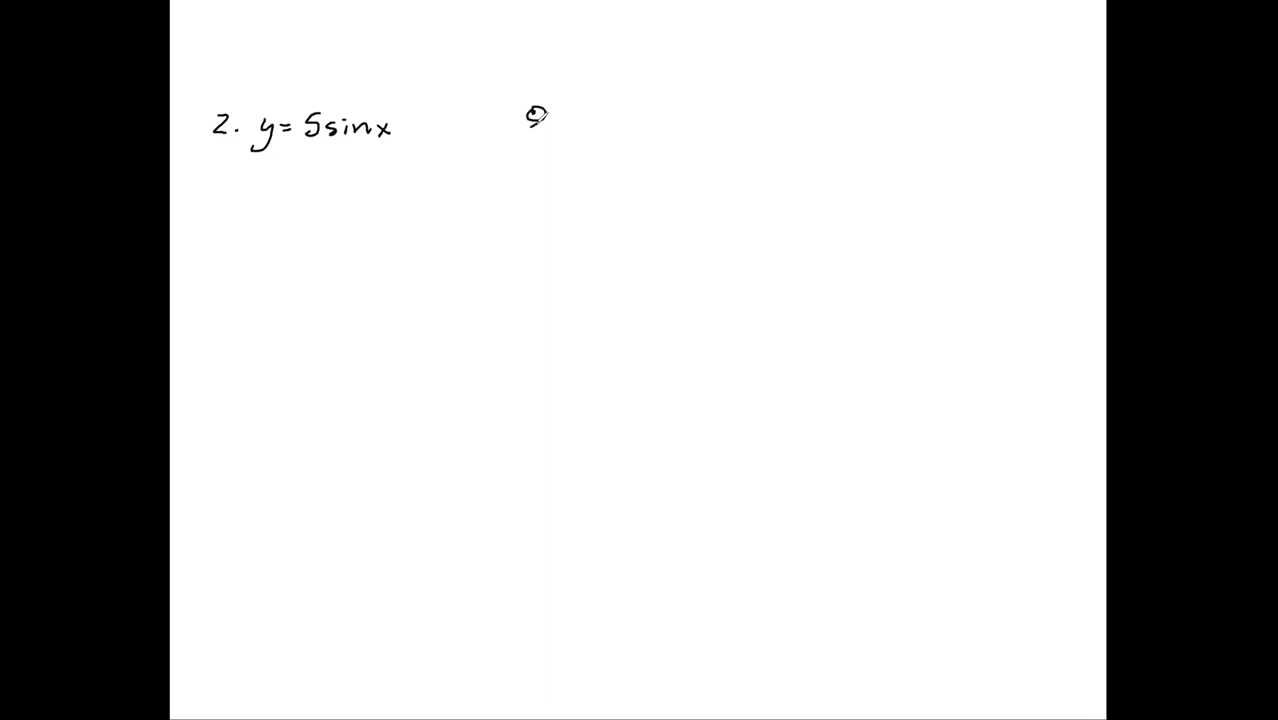 2. y = 5sinx